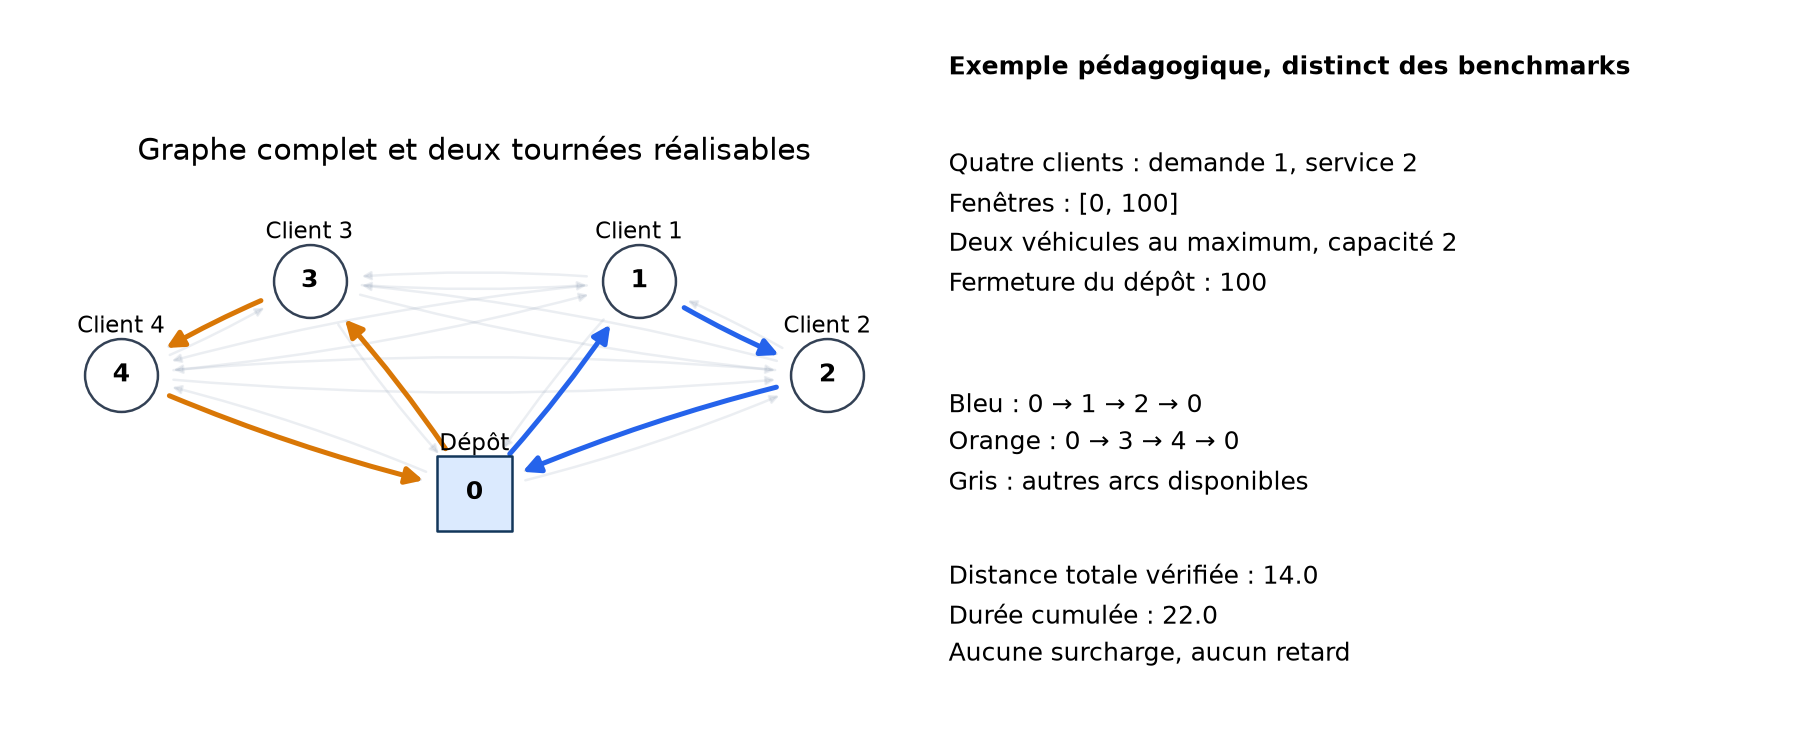 Exemple pédagogique, distinct des benchmarks
Graphe complet et deux tournées réalisables
Client 3
Client 1
3
1
Client 4
Client 2
4
2
Dépôt
0
Quatre clients : demande 1, service 2
Fenêtres : [0, 100]
Deux véhicules au maximum, capacité 2
Fermeture du dépôt : 100
Bleu : 0 → 1 → 2 → 0
Orange : 0 → 3 → 4 → 0
Gris : autres arcs disponibles
Distance totale vérifiée : 14.0
Durée cumulée : 22.0
Aucune surcharge, aucun retard